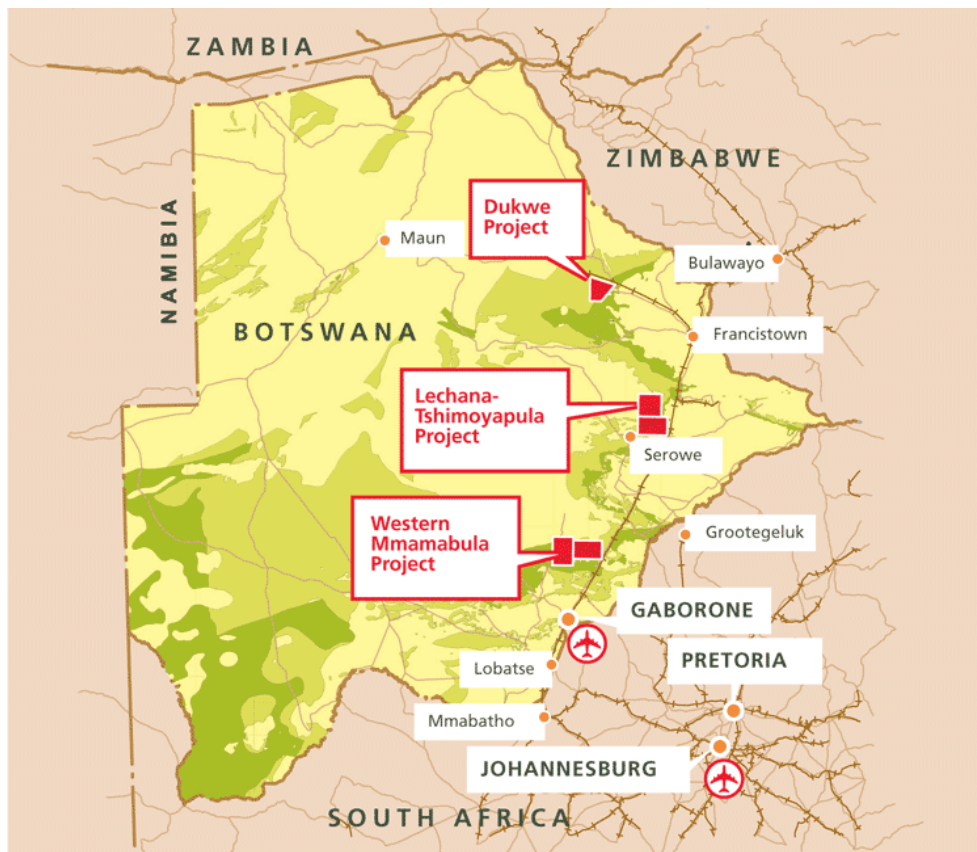 ZAMBIA
ZIMBABWE
NAMIBIA
Dukwe
Project
Maun
Bulawayo
BOTSWANA
Francistown
Lechana-
Tshimoyapula
Project
Serowe
Western
Mmamabula
Project
Grootegeluk
GABORONE
Lobatse
PRETORIA
Mmabatho
JOHANNESBURG
SOUTH AFRICA